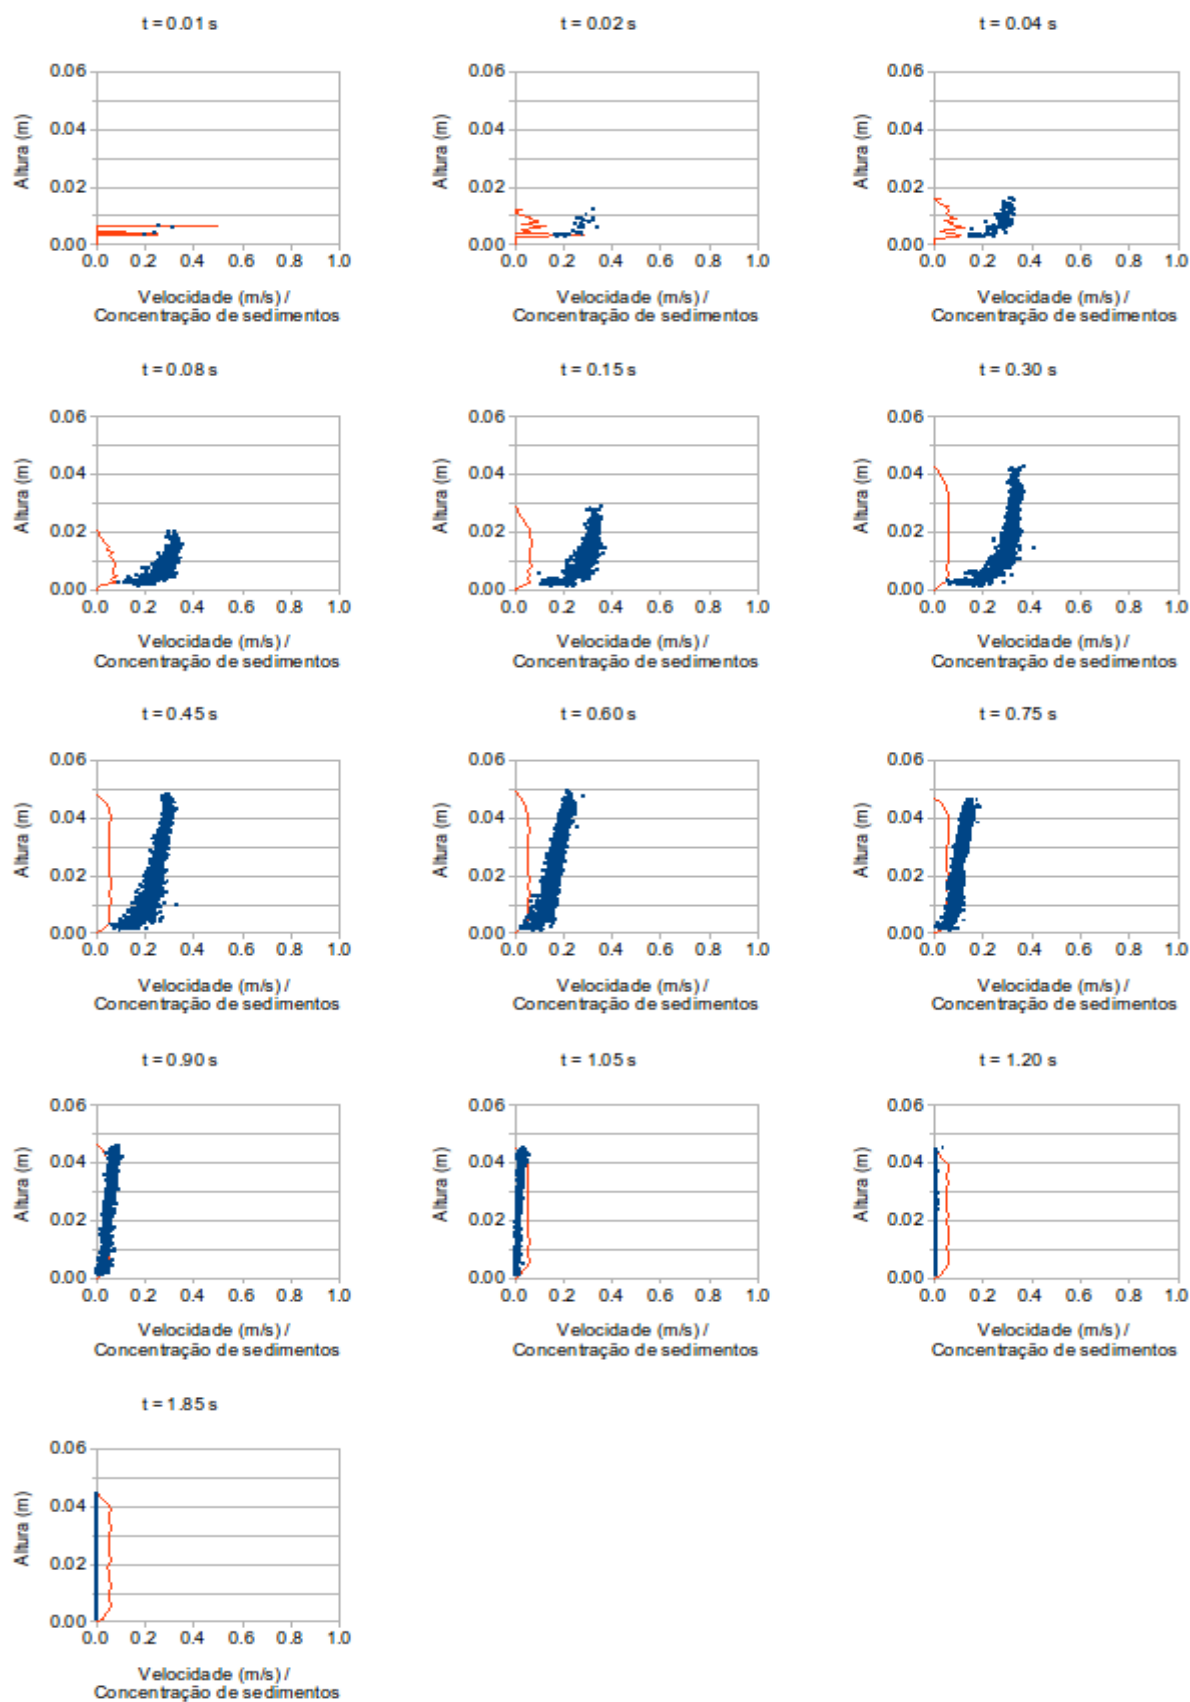 t = 0.01 s
0.06
0.04
0.02
0.00
Altura (m)
0.0 0.2 0.4 0.6 0.8 1.0
Velocidade (m/s) /
Concentração de sedimentos
t = 0.02 s
0.06
0.04
0.02
0.00
Altura (m)
0.0 0.2 0.4 0.6 0.8 1.0
Velocidade (m/s) /
Concentração de sedimentos
t = 0.04 s
0.06
0.04
0.02
0.00
Altura (m)
0.0 0.2 0.4 0.6 0.8 1.0
Velocidade (m/s) /
Concentração de sedimentos
t = 0.08 s
0.06
0.04
0.02
0.00
Altura (m)
0.0 0.2 0.4 0.6 0.8 1.0
Velocidade (m/s) /
Concentração de sedimentos
t = 0.15 s
0.06
0.04
0.02
0.00
Altura (m)
0.0 0.2 0.4 0.6 0.8 1.0
Velocidade (m/s) /
Concentração de sedimentos
t = 0.30 s
0.06
0.04
0.02
0.00
Altura (m)
0.0 0.2 0.4 0.6 0.8 1.0
Velocidade (m/s) /
Concentração de sedimentos
t = 0.45 s
0.06
0.04
0.02
0.00
Altura (m)
0.0 0.2 0.4 0.6 0.8 1.0
Velocidade (m/s) /
Concentração de sedimentos
t = 0.60 s
0.06
0.04
0.02
0.00
Altura (m)
0.0 0.2 0.4 0.6 0.8 1.0
Velocidade (m/s) /
Concentração de sedimentos
t = 0.75 s
0.06
0.04
0.02
0.00
Altura (m)
0.0 0.2 0.4 0.6 0.8 1.0
Velocidade (m/s) /
Concentração de sedimentos
t = 0.90 s
0.06
0.04
0.02
0.00
Altura (m)
0.0 0.2 0.4 0.6 0.8 1.0
Velocidade (m/s) /
Concentração de sedimentos
t = 1.05 s
0.06
0.04
0.02
0.00
Altura (m)
0.0 0.2 0.4 0.6 0.8 1.0
Velocidade (m/s) /
Concentração de sedimentos
t = 1.20 s
0.06
0.04
0.02
0.00
Altura (m)
0.0 0.2 0.4 0.6 0.8 1.0
Velocidade (m/s) /
Concentração de sedimentos
t = 1.85 s
0.06
0.04
0.02
0.00
Altura (m)
0.0 0.2 0.4 0.6 0.8 1.0
Velocidade (m/s) /
Concentração de sedimentos